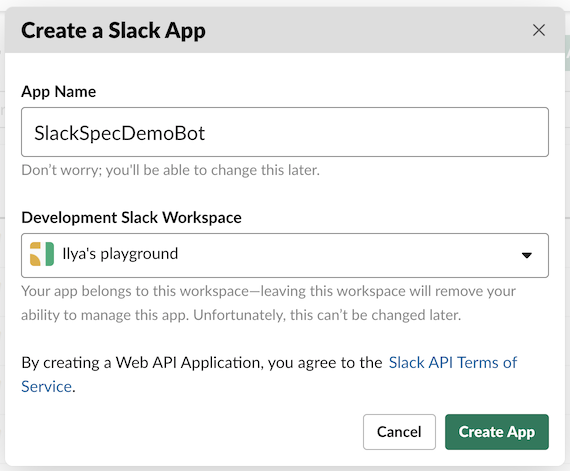 Create a Slack App
App Name
SlackSpecDemoBot
Don't worry; you'll be able to change this later.
Development Slack Workspace
Ilya's playground
Your app belongs to this workspace—leaving this workspace will remove your
ability to manage this app. Unfortunately, this can't be changed later.
By creating a Web API Application, you agree to the Slack API Terms of
Service.
Cancel
Create App